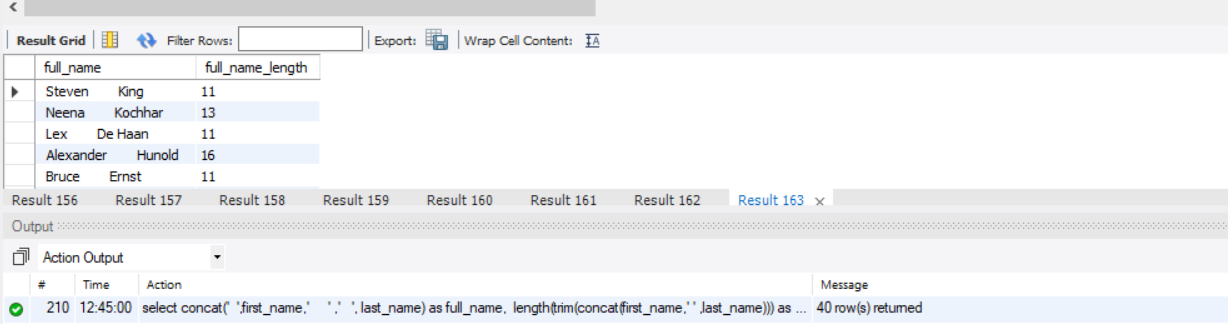 Result Grid Filter Rows: Export: Wrap Cell Content: IA
full_name full_name_length
Steven        King 11
Neena        Kochhar 13
Lex        De Haan 11
Alexander        Hunold 16
Bruce        Ernst 11
Result 156 Result 157 Result 158 Result 159 Result 160 Result 161 Result 162 Result 163 ×
Output
Action Output
# Time Action Message
210 12:45:00 select concat('  ',first_name,'     ','   ', last_name) as full_name,  length(trim(concat(first_name,' ' ,last_name))) as ... 40 row(s) returned